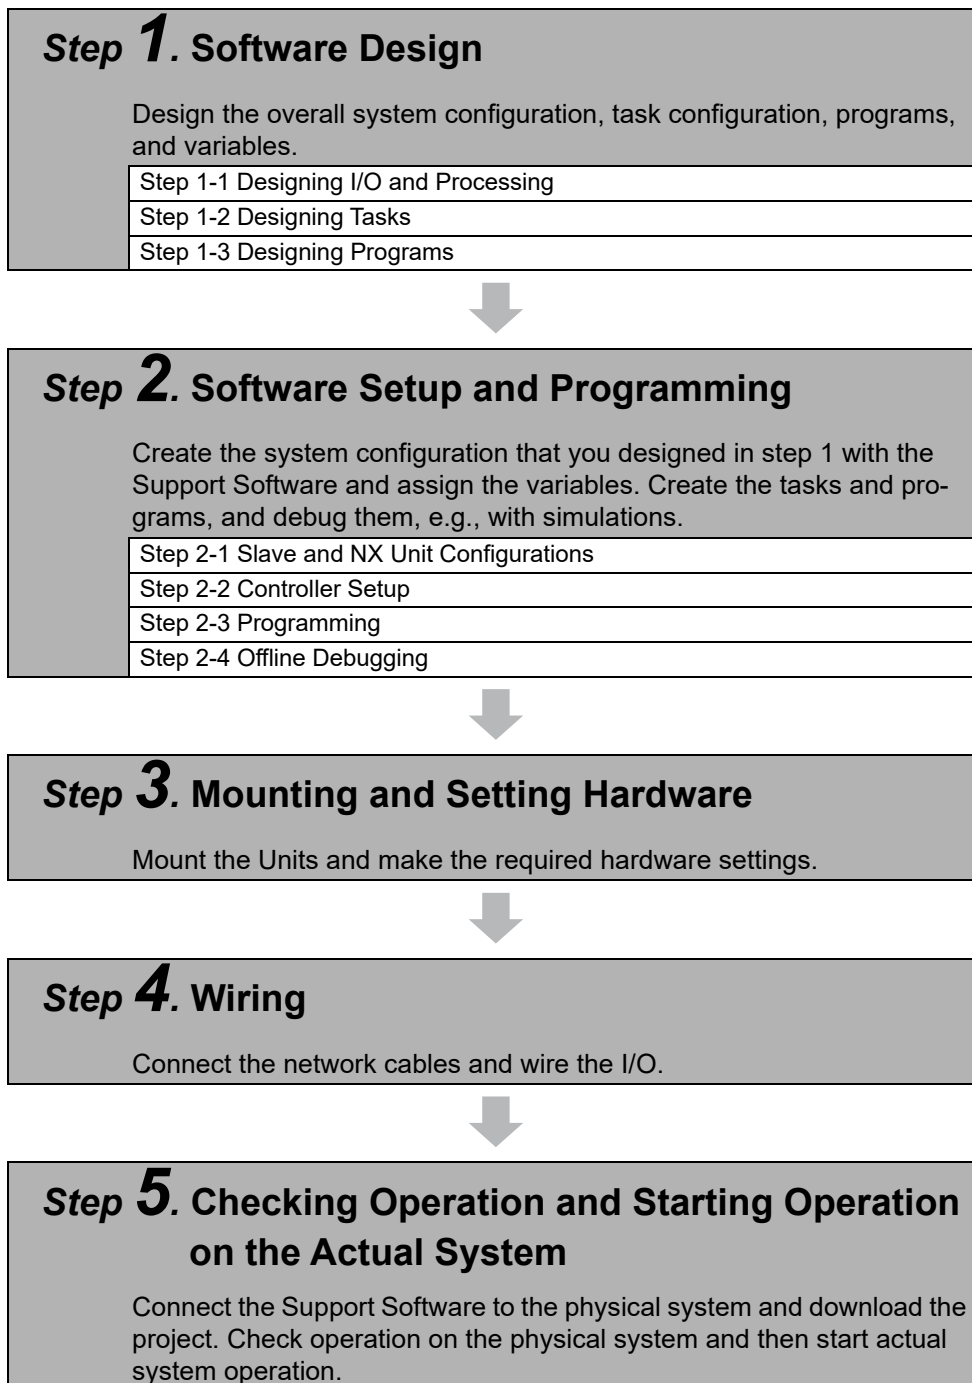 Step 1. Software Design
Design the overall system configuration, task configuration, programs,
and variables.
Step 1-1 Designing I/O and Processing
Step 1-2 Designing Tasks
Step 1-3 Designing Programs
Step 2. Software Setup and Programming
Create the system configuration that you designed in step 1 with the
Support Software and assign the variables. Create the tasks and pro-
grams, and debug them, e.g., with simulations.
Step 2-1 Slave and NX Unit Configurations
Step 2-2 Controller Setup
Step 2-3 Programming
Step 2-4 Offline Debugging
Step 3. Mounting and Setting Hardware
Mount the Units and make the required hardware settings.
Step 4. Wiring
Connect the network cables and wire the I/O.
Step 5. Checking Operation and Starting Operation
on the Actual System
Connect the Support Software to the physical system and download the
project. Check operation on the physical system and then start actual
system operation.